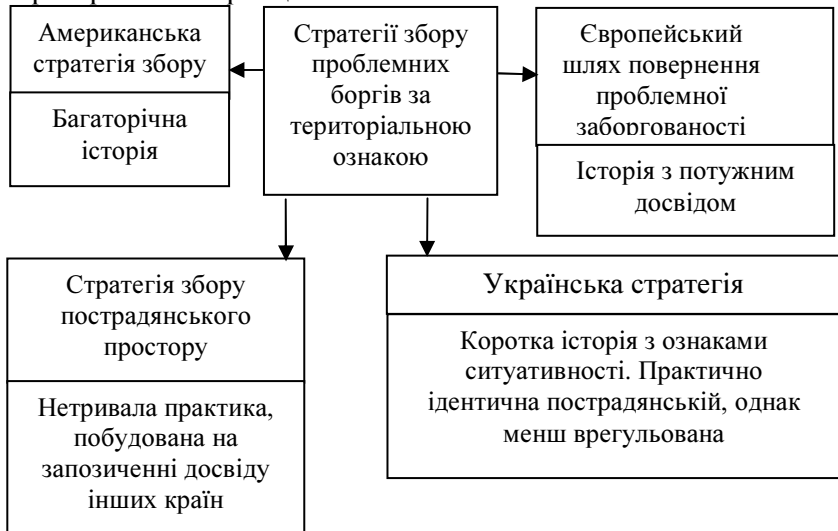 Американська
стратегія збору
Багаторічна
історія
Стратегії збору
проблемних
боргів за
територіальною
ознакою
Європейський
шлях повернення
проблемної
заборгованості
Історія з потужним
досвідом
Стратегія збору
пострадянського
простору
Нетривала практика,
побудована на
запозиченні досвіду
інших країн
Українська стратегія
Коротка історія з ознаками
ситуативності. Практично
ідентична пострадянській, однак
менш врегульована